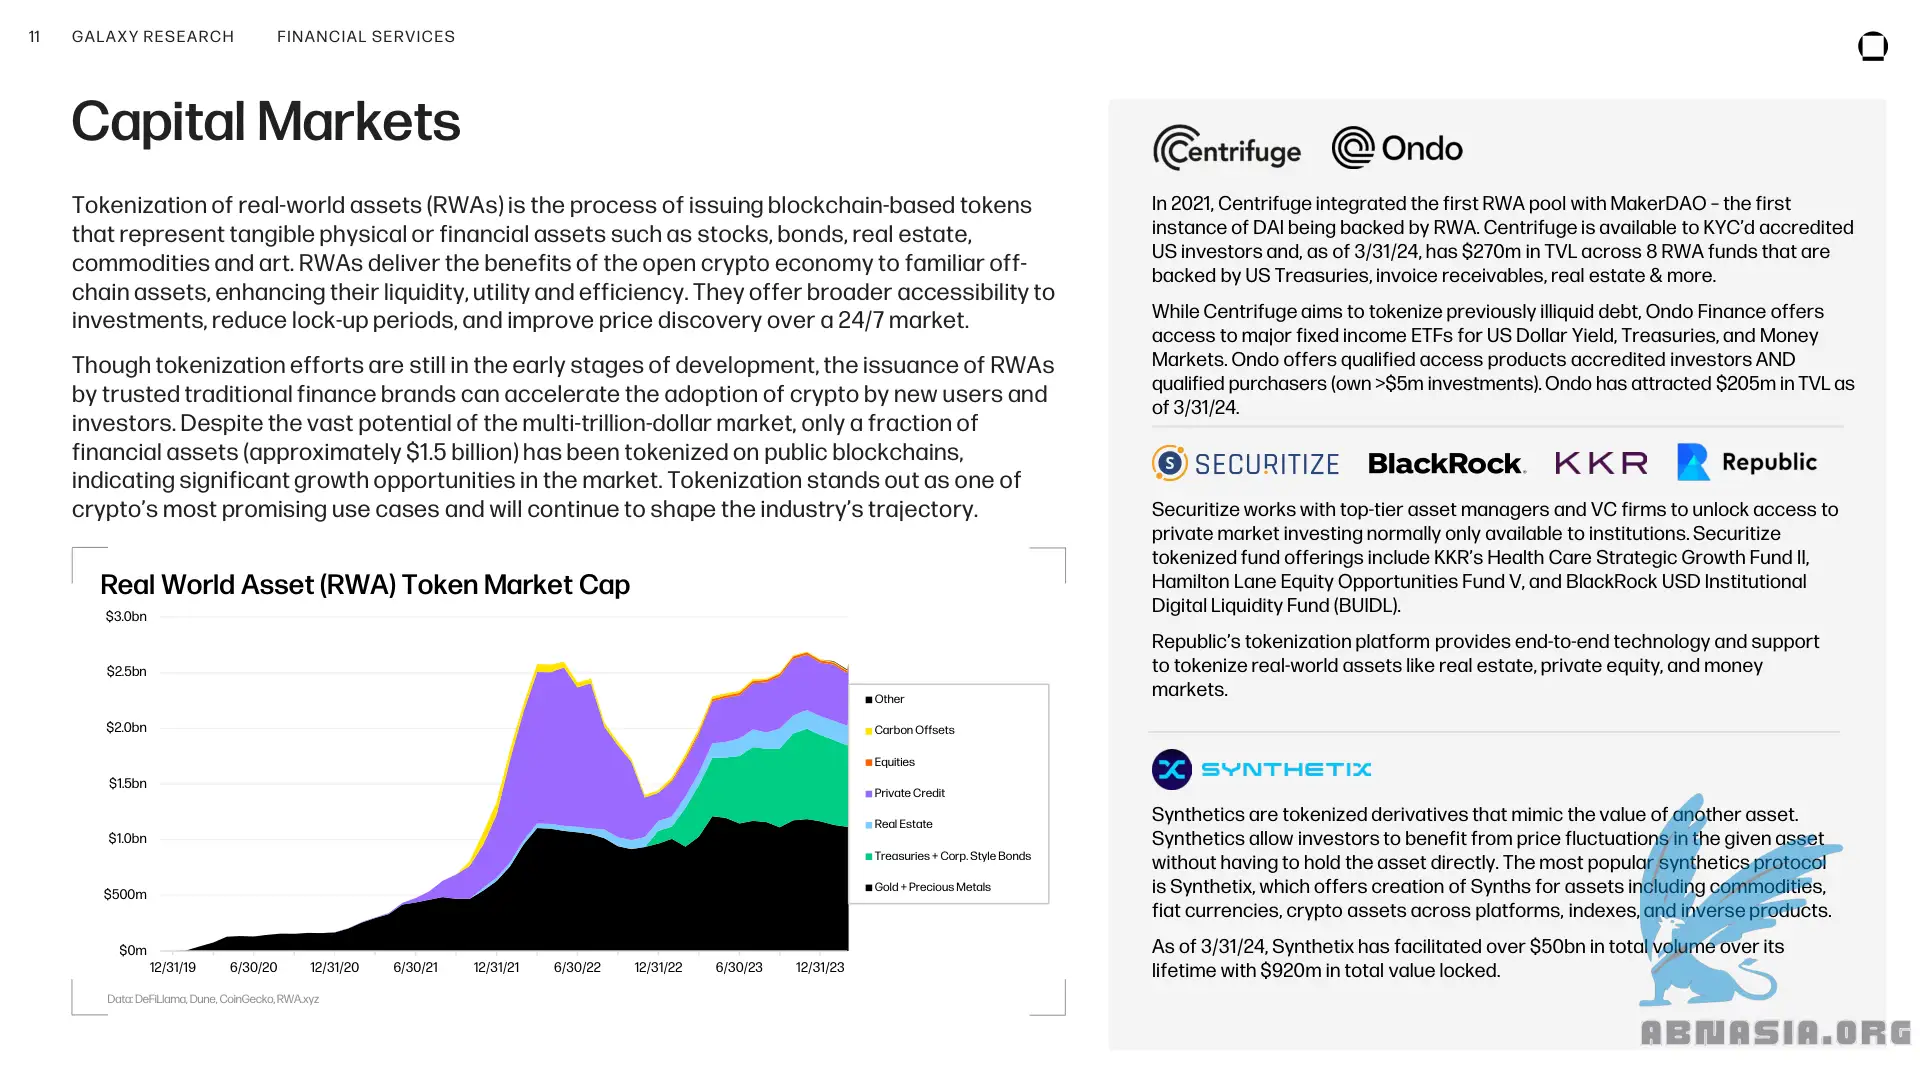 11 GALAXY RESEARCH FINANCIAL SERVICES
Capital Markets
Tokenization of real-world assets (RWAs) is the process of issuing blockchain-based tokens
that represent tangible physical or financial assets such as stocks, bonds, real estate,
commodities and art. RWAs deliver the benefits of the open crypto economy to familiar off-
chain assets, enhancing their liquidity, utility and efficiency. They offer broader accessibility to
investments, reduce lock-up periods, and improve price discovery over a 24/7 market.
Though tokenization efforts are still in the early stages of development, the issuance of RWAs
by trusted traditional finance brands can accelerate the adoption of crypto by new users and
investors. Despite the vast potential of the multi-trillion-dollar market, only a fraction of
financial assets (approximately $1.5 billion) has been tokenized on public blockchains,
indicating significant growth opportunities in the market. Tokenization stands out as one of
crypto's most promising use cases and will continue to shape the industry's trajectory.
Real World Asset (RWA) Token Market Cap
$3.0bn
$2.5bn
$2.0bn
$1.5bn
$1.0bn
$500m
$0m
12/31/19 6/30/20 12/31/20 6/30/21 12/31/21 6/30/22 12/31/22 6/30/23 12/31/23
Other
Carbon Offsets
Equities
Private Credit
Real Estate
Treasuries + Corp. Style Bonds
Gold + Precious Metals
Data: DeFiLlama, Dune, CoinGecko, RWA.xyz
Centrifuge Ondo
In 2021, Centrifuge integrated the first RWA pool with MakerDAO – the first
instance of DAI being backed by RWA. Centrifuge is available to KYC'd accredited
US investors and, as of 3/31/24, has $270m in TVL across 8 RWA funds that are
backed by US Treasuries, invoice receivables, real estate & more.
While Centrifuge aims to tokenize previously illiquid debt, Ondo Finance offers
access to major fixed income ETFs for US Dollar Yield, Treasuries, and Money
Markets. Ondo offers qualified access products accredited investors AND
qualified purchasers (own >$5m investments). Ondo has attracted $205m in TVL as
of 3/31/24.
S SECURITIZE BlackRock. KKR Republic
Securitize works with top-tier asset managers and VC firms to unlock access to
private market investing normally only available to institutions. Securitize
tokenized fund offerings include KKR's Health Care Strategic Growth Fund II,
Hamilton Lane Equity Opportunities Fund V, and BlackRock USD Institutional
Digital Liquidity Fund (BUIDL).
Republic's tokenization platform provides end-to-end technology and support
to tokenize real-world assets like real estate, private equity, and money
markets.
SYNTHETIX
Synthetics are tokenized derivatives that mimic the value of another asset.
Synthetics allow investors to benefit from price fluctuations in the given asset
without having to hold the asset directly. The most popular synthetics protocol
is Synthetix, which offers creation of Synths for assets including commodities,
fiat currencies, crypto assets across platforms, indexes, and inverse products.
As of 3/31/24, Synthetix has facilitated over $50bn in total volume over its
lifetime with $920m in total value locked.
ABNASIA.ORG